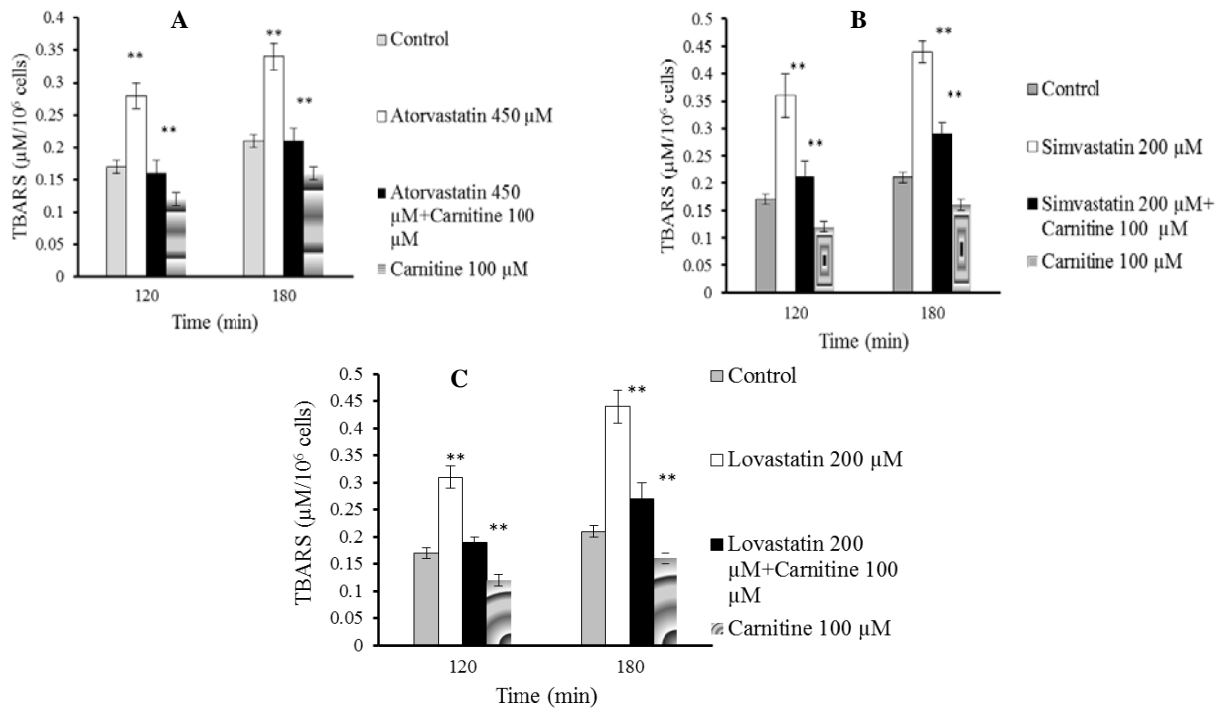 A
TBARS (µM/10⁶ cells)
0.4
0.35
0.3
0.25
0.2
0.15
0.1
0.05
0
**
**
**
**
120
180
Time (min)
Control
Atorvastatin 450 µM
Atorvastatin 450
µM+Carnitine 100
µM
Carnitine 100 µM
B
TBARS (µM/10⁶ cells)
0.5
0.45
0.4
0.35
0.3
0.25
0.2
0.15
0.1
0.05
0
**
**
**
**
120
180
Time (min)
Control
Simvastatin 200 µM
Simvastatin 200 µM+
Carnitine 100 µM
Carnitine 100 µM
C
TBARS (µM/10⁶ cells)
0.5
0.45
0.4
0.35
0.3
0.25
0.2
0.15
0.1
0.05
0
**
**
**
**
120
180
Time (min)
Control
Lovastatin 200 µM
Lovastatin 200
µM+Carnitine 100
µM
Carnitine 100 µM